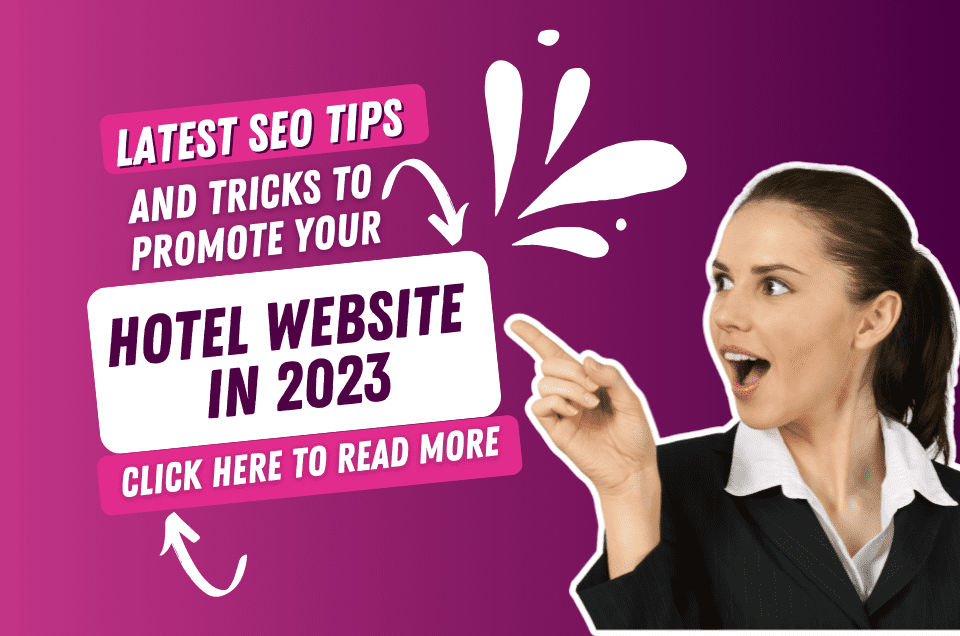 LATEST SEO TIPS
AND TRICKS TO
PROMOTE YOUR
HOTEL WEBSITE
IN 2023
CLICK HERE TO READ MORE